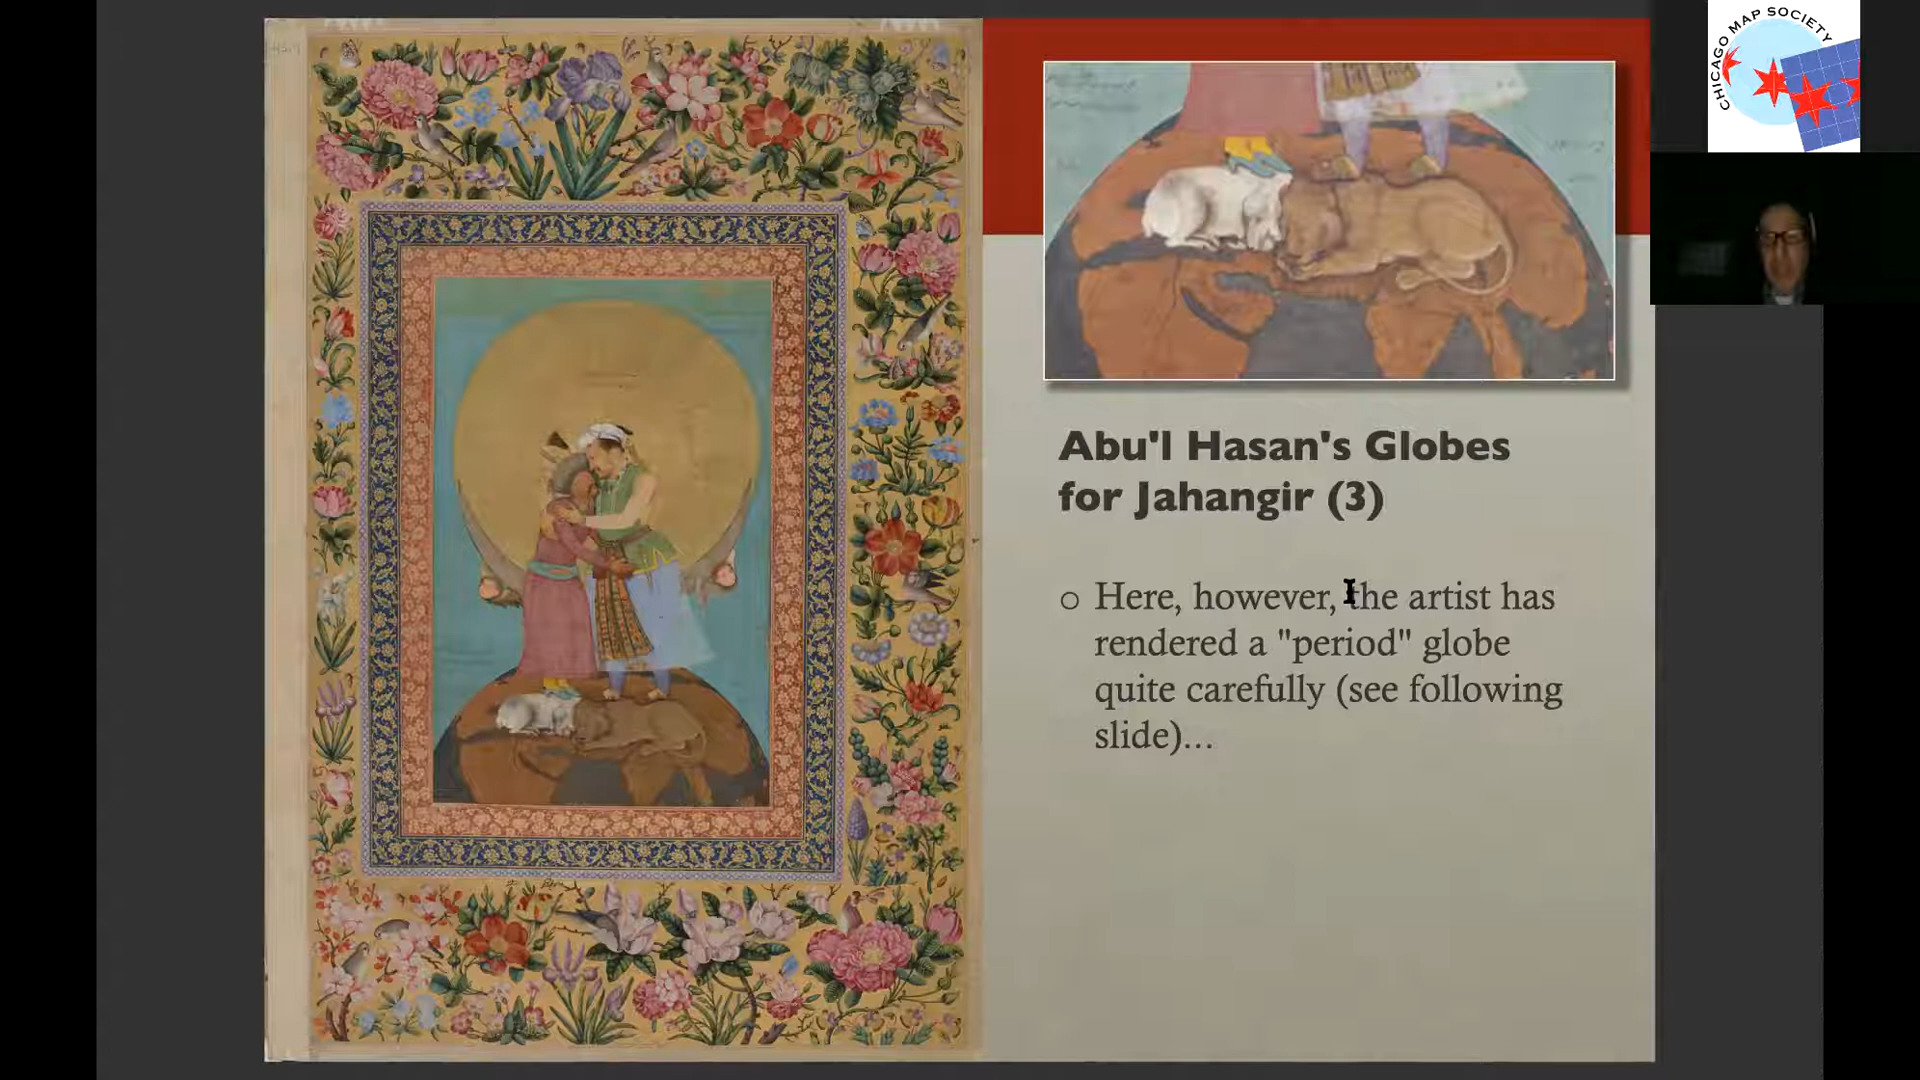 CHICAGO MAP SOCIETY
Abu'l Hasan's Globes
for Jahangir (3)
Here, however, the artist has
rendered a "period" globe
quite carefully (see following
slide)...